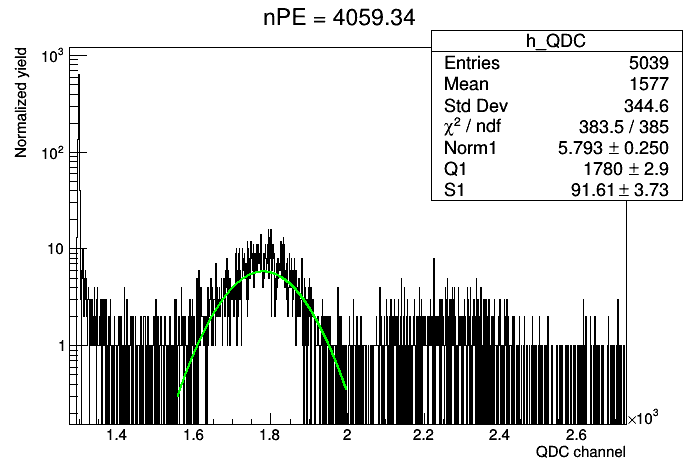 nPE = 4059.34
h_QDC
Entries 5039
Mean 1577
Std Dev 344.6
χ² / ndf 383.5 / 385
Norm1 5.793 ± 0.250
Q1 1780 ± 2.9
S1 91.61 ± 3.73
Normalized yield
10³
10²
10
1
1.4 1.6 1.8 2 2.2 2.4 2.6 ×10³
QDC channel